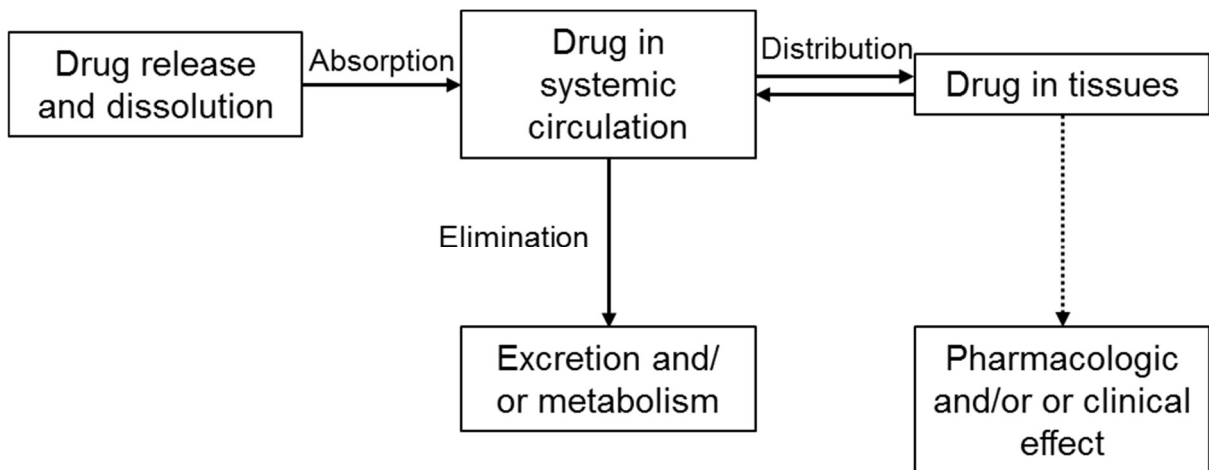 Drug release
and dissolution
Absorption
Drug in
systemic
circulation
Distribution
Drug in tissues
Elimination
Excretion and/
or metabolism
Pharmacologic
and/or or clinical
effect